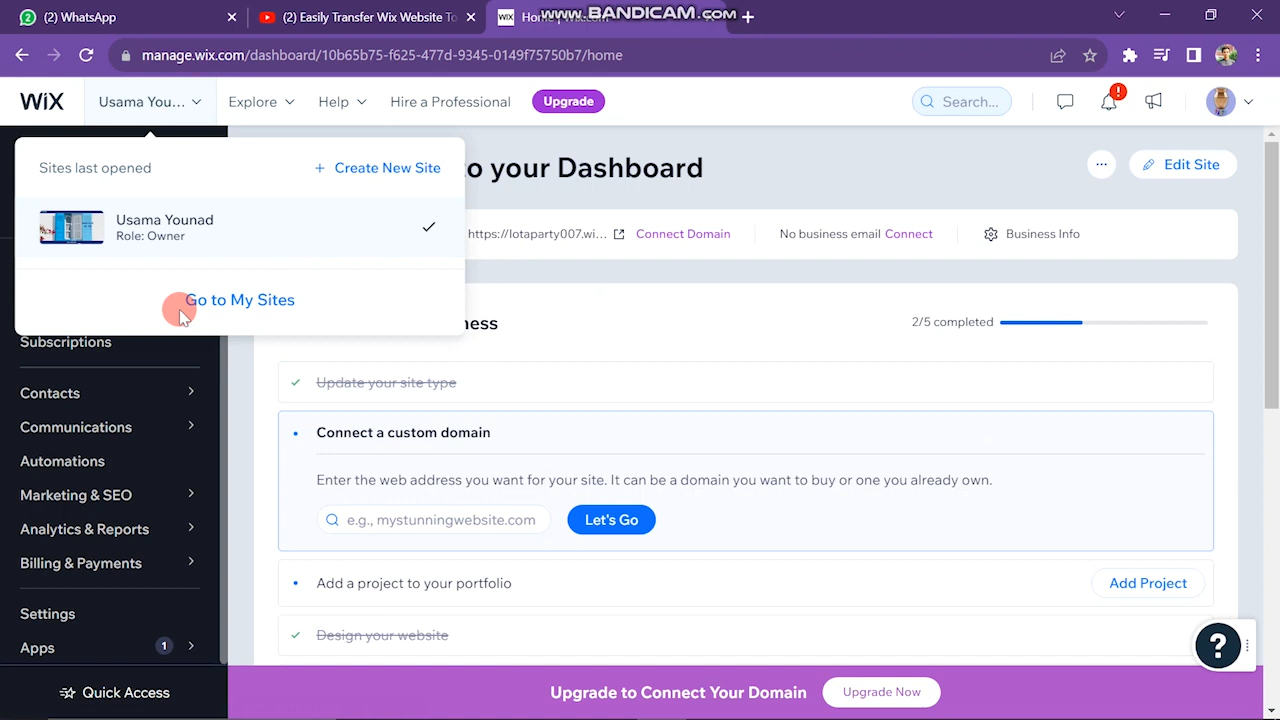 (2) WhatsApp
(2) Easily Transfer Wix Website To
WIX
www.BANDICAM.com
manage.wix.com/dashboard/10b65b75-f625-477d-9345-0149f75750b7/home
WiX
Usama You...
Explore
Help
Hire a Professional
Upgrade
Search...
Sites last opened
+ Create New Site
Usama Younad
Role: Owner
Go to My Sites
to your Dashboard
Edit Site
https://lotaparty007.wi...
Connect Domain
No business email Connect
Business Info
ness
2/5 completed
Subscriptions
Contacts
Communications
Automations
Marketing & SEO
Analytics & Reports
Billing & Payments
Settings
Apps
1
Quick Access
Update your site type
Connect a custom domain
Enter the web address you want for your site. It can be a domain you want to buy or one you already own.
e.g., mystunningwebsite.com
Let's Go
Add a project to your portfolio
Add Project
Design your website
?
Upgrade to Connect Your Domain
Upgrade Now